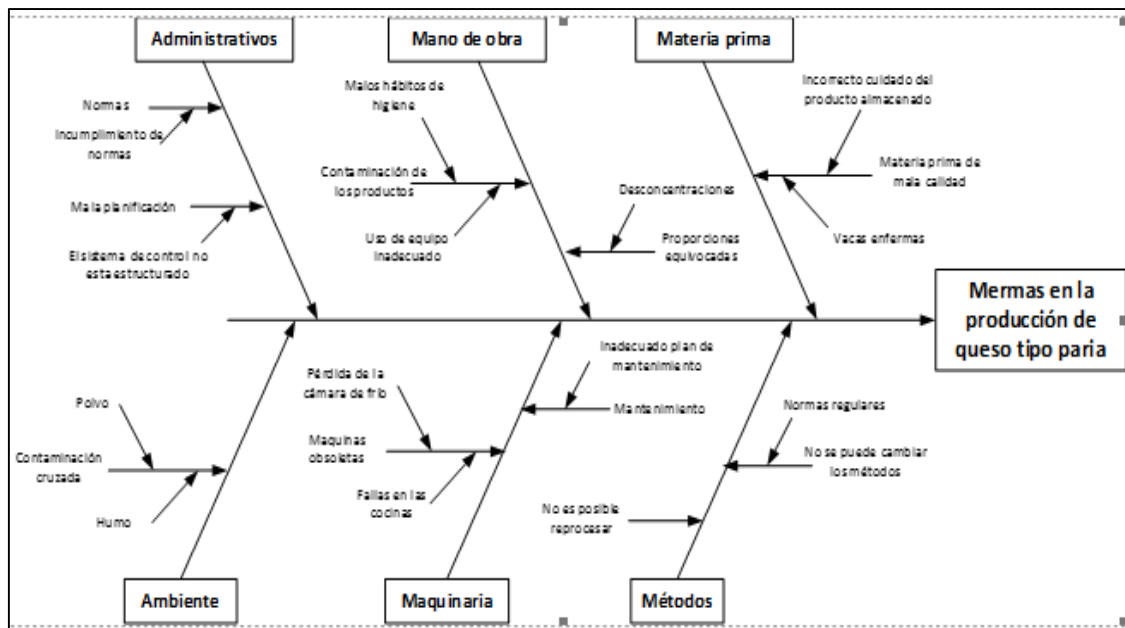 Administrativos
Mano de obra
Materia prima
Normas
Incumplimiento de
normas
Mala planificación
El sistema de control no
esta estructurado
Malos hábitos de
higiene
Contaminación de
los productos
Uso de equipo
inadecuado
Desconcentraciones
Proporciones
equivocadas
Incorrecto cuidado del
producto almacenado
Materia prima de
mala calidad
Vacas enfermas
Mermas en la
producción de
queso tipo paria
Polvo
Contaminación
cruzada
Humo
Pérdida de la
cámara de frío
Maquinas
obsoletas
Fallas en las
cocinas
Inadecuado plan de
mantenimiento
Mantenimiento
Normas regulares
No se puede cambiar
los métodos
No es posible
reprocesar
Ambiente
Maquinaria
Métodos